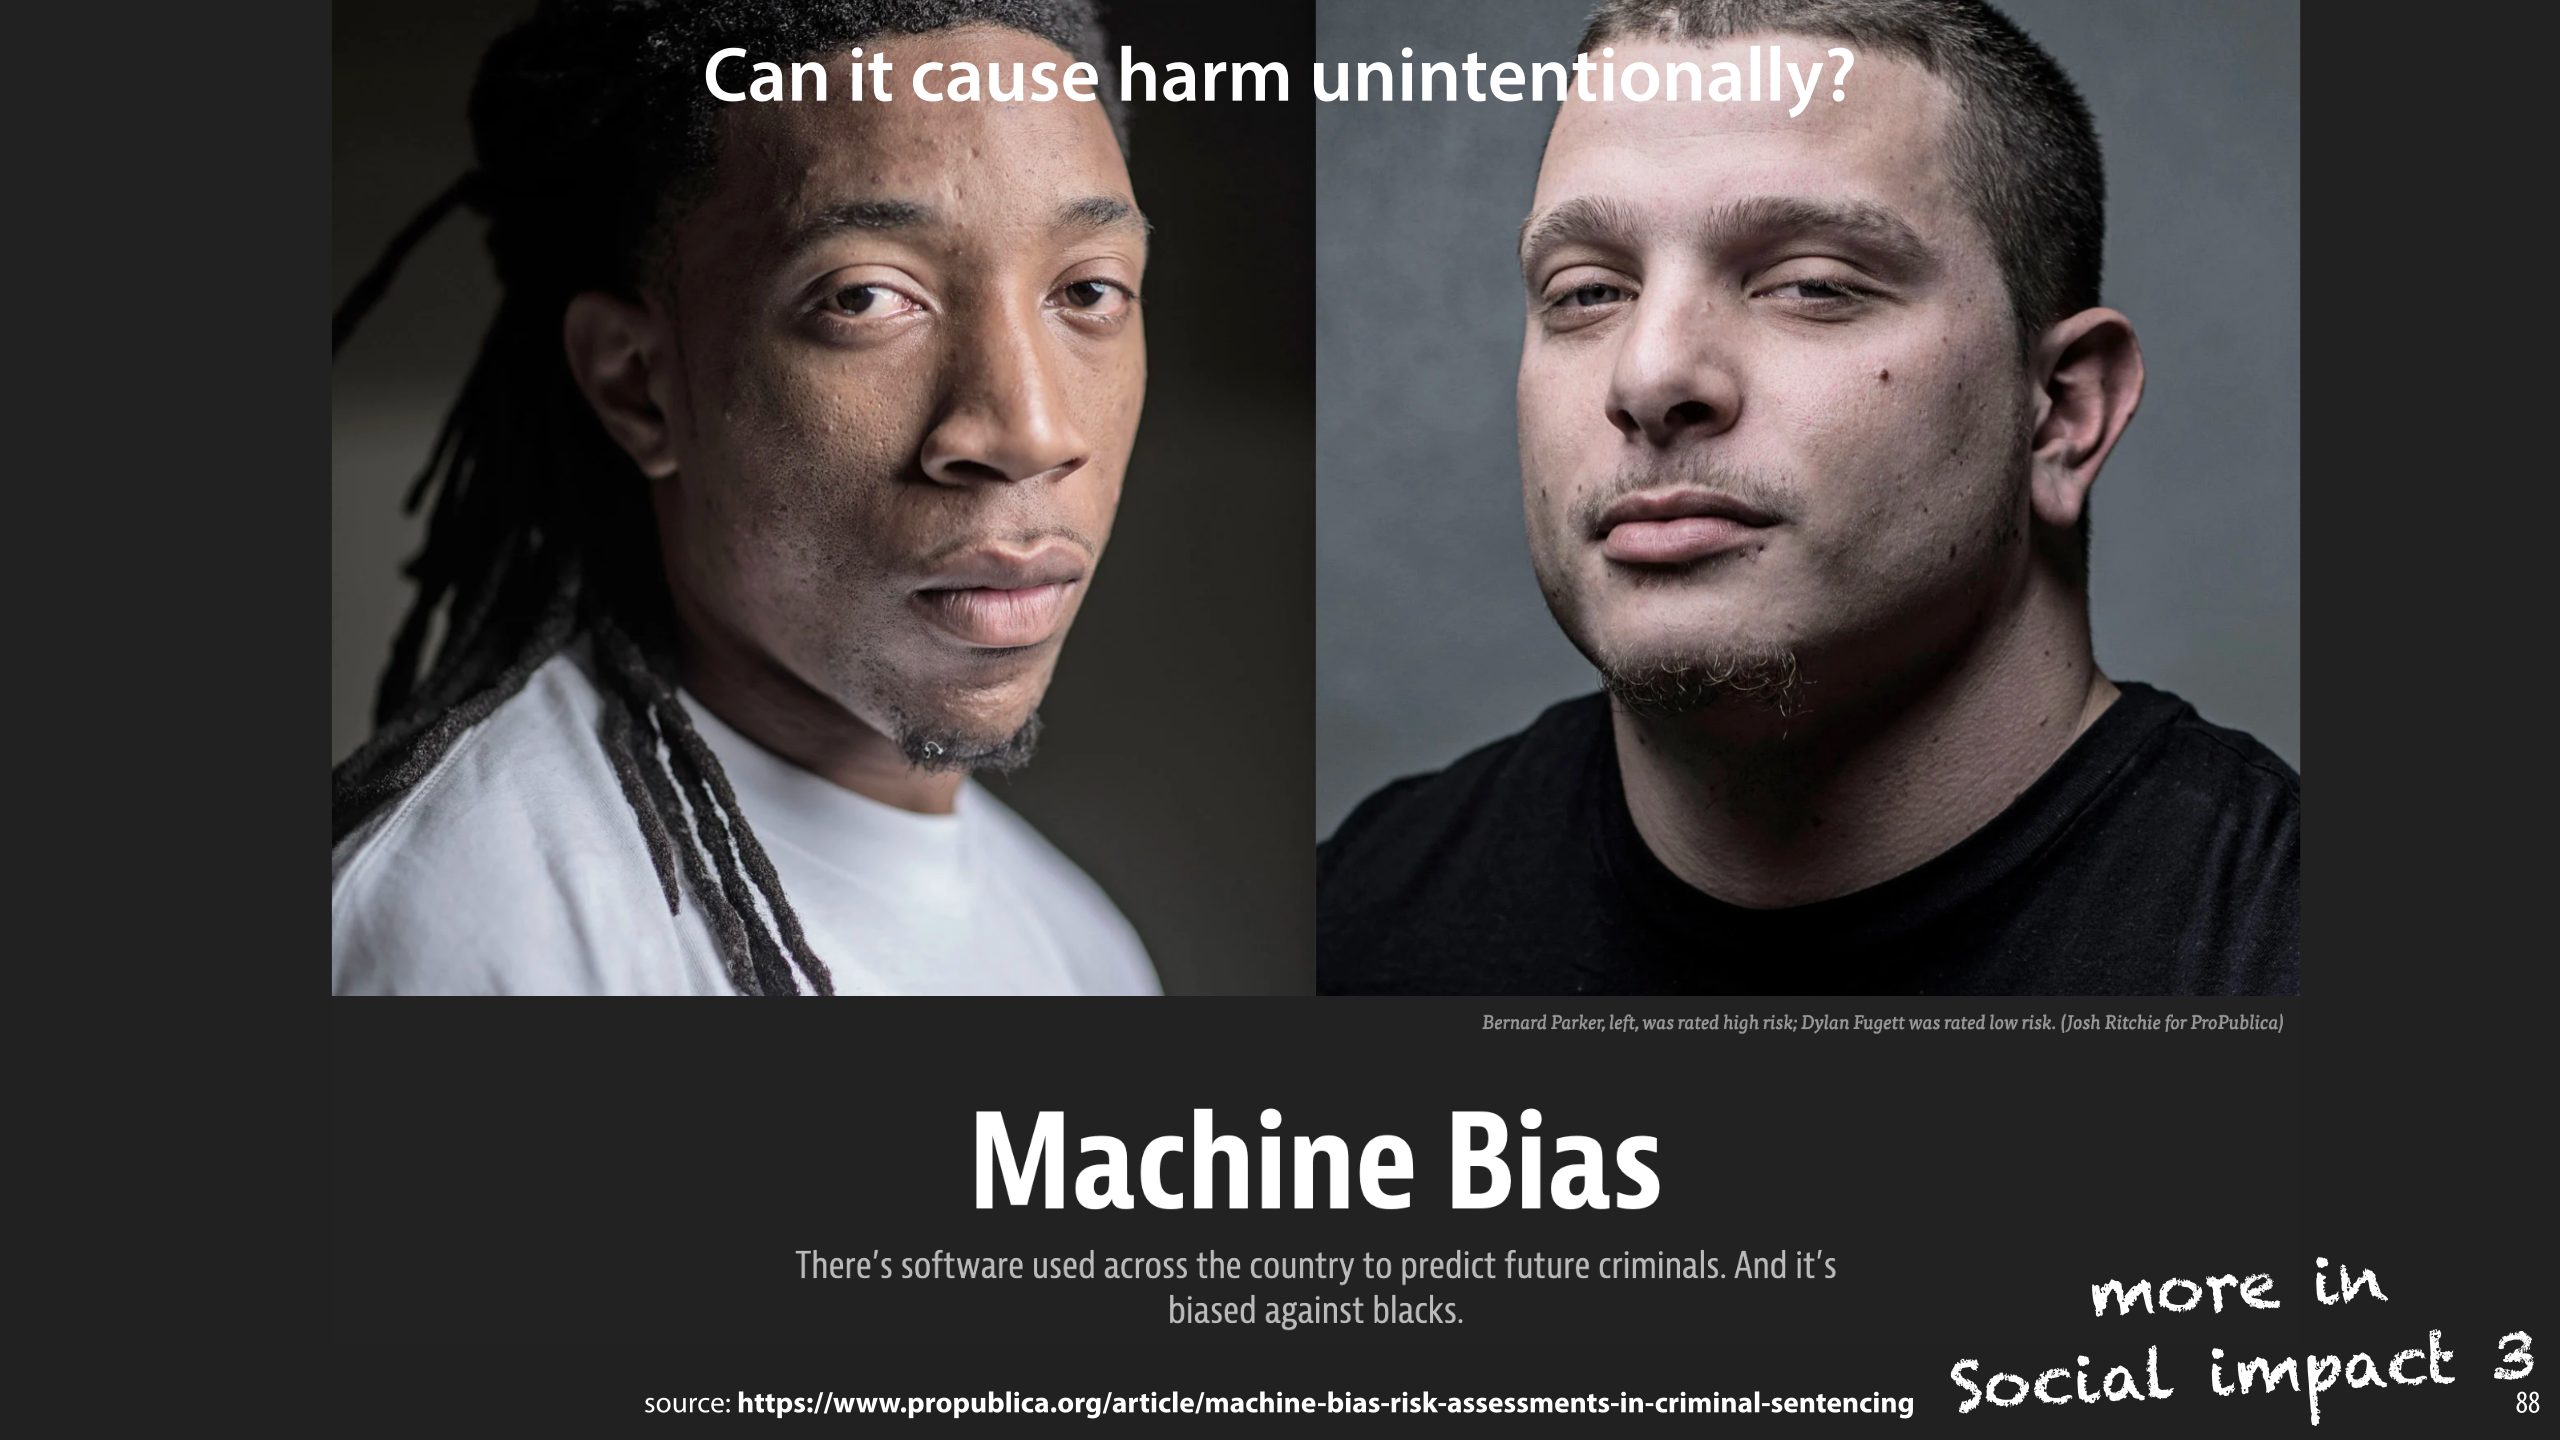 Can it cause harm unintentionally?
Bernard Parker, left, was rated high risk; Dylan Fugett was rated low risk. (Josh Ritchie for ProPublica)
Machine Bias
There's software used across the country to predict future criminals. And it's
biased against blacks.
more in
Social impact 3
source: https://www.propublica.org/article/machine-bias-risk-assessments-in-criminal-sentencing
88